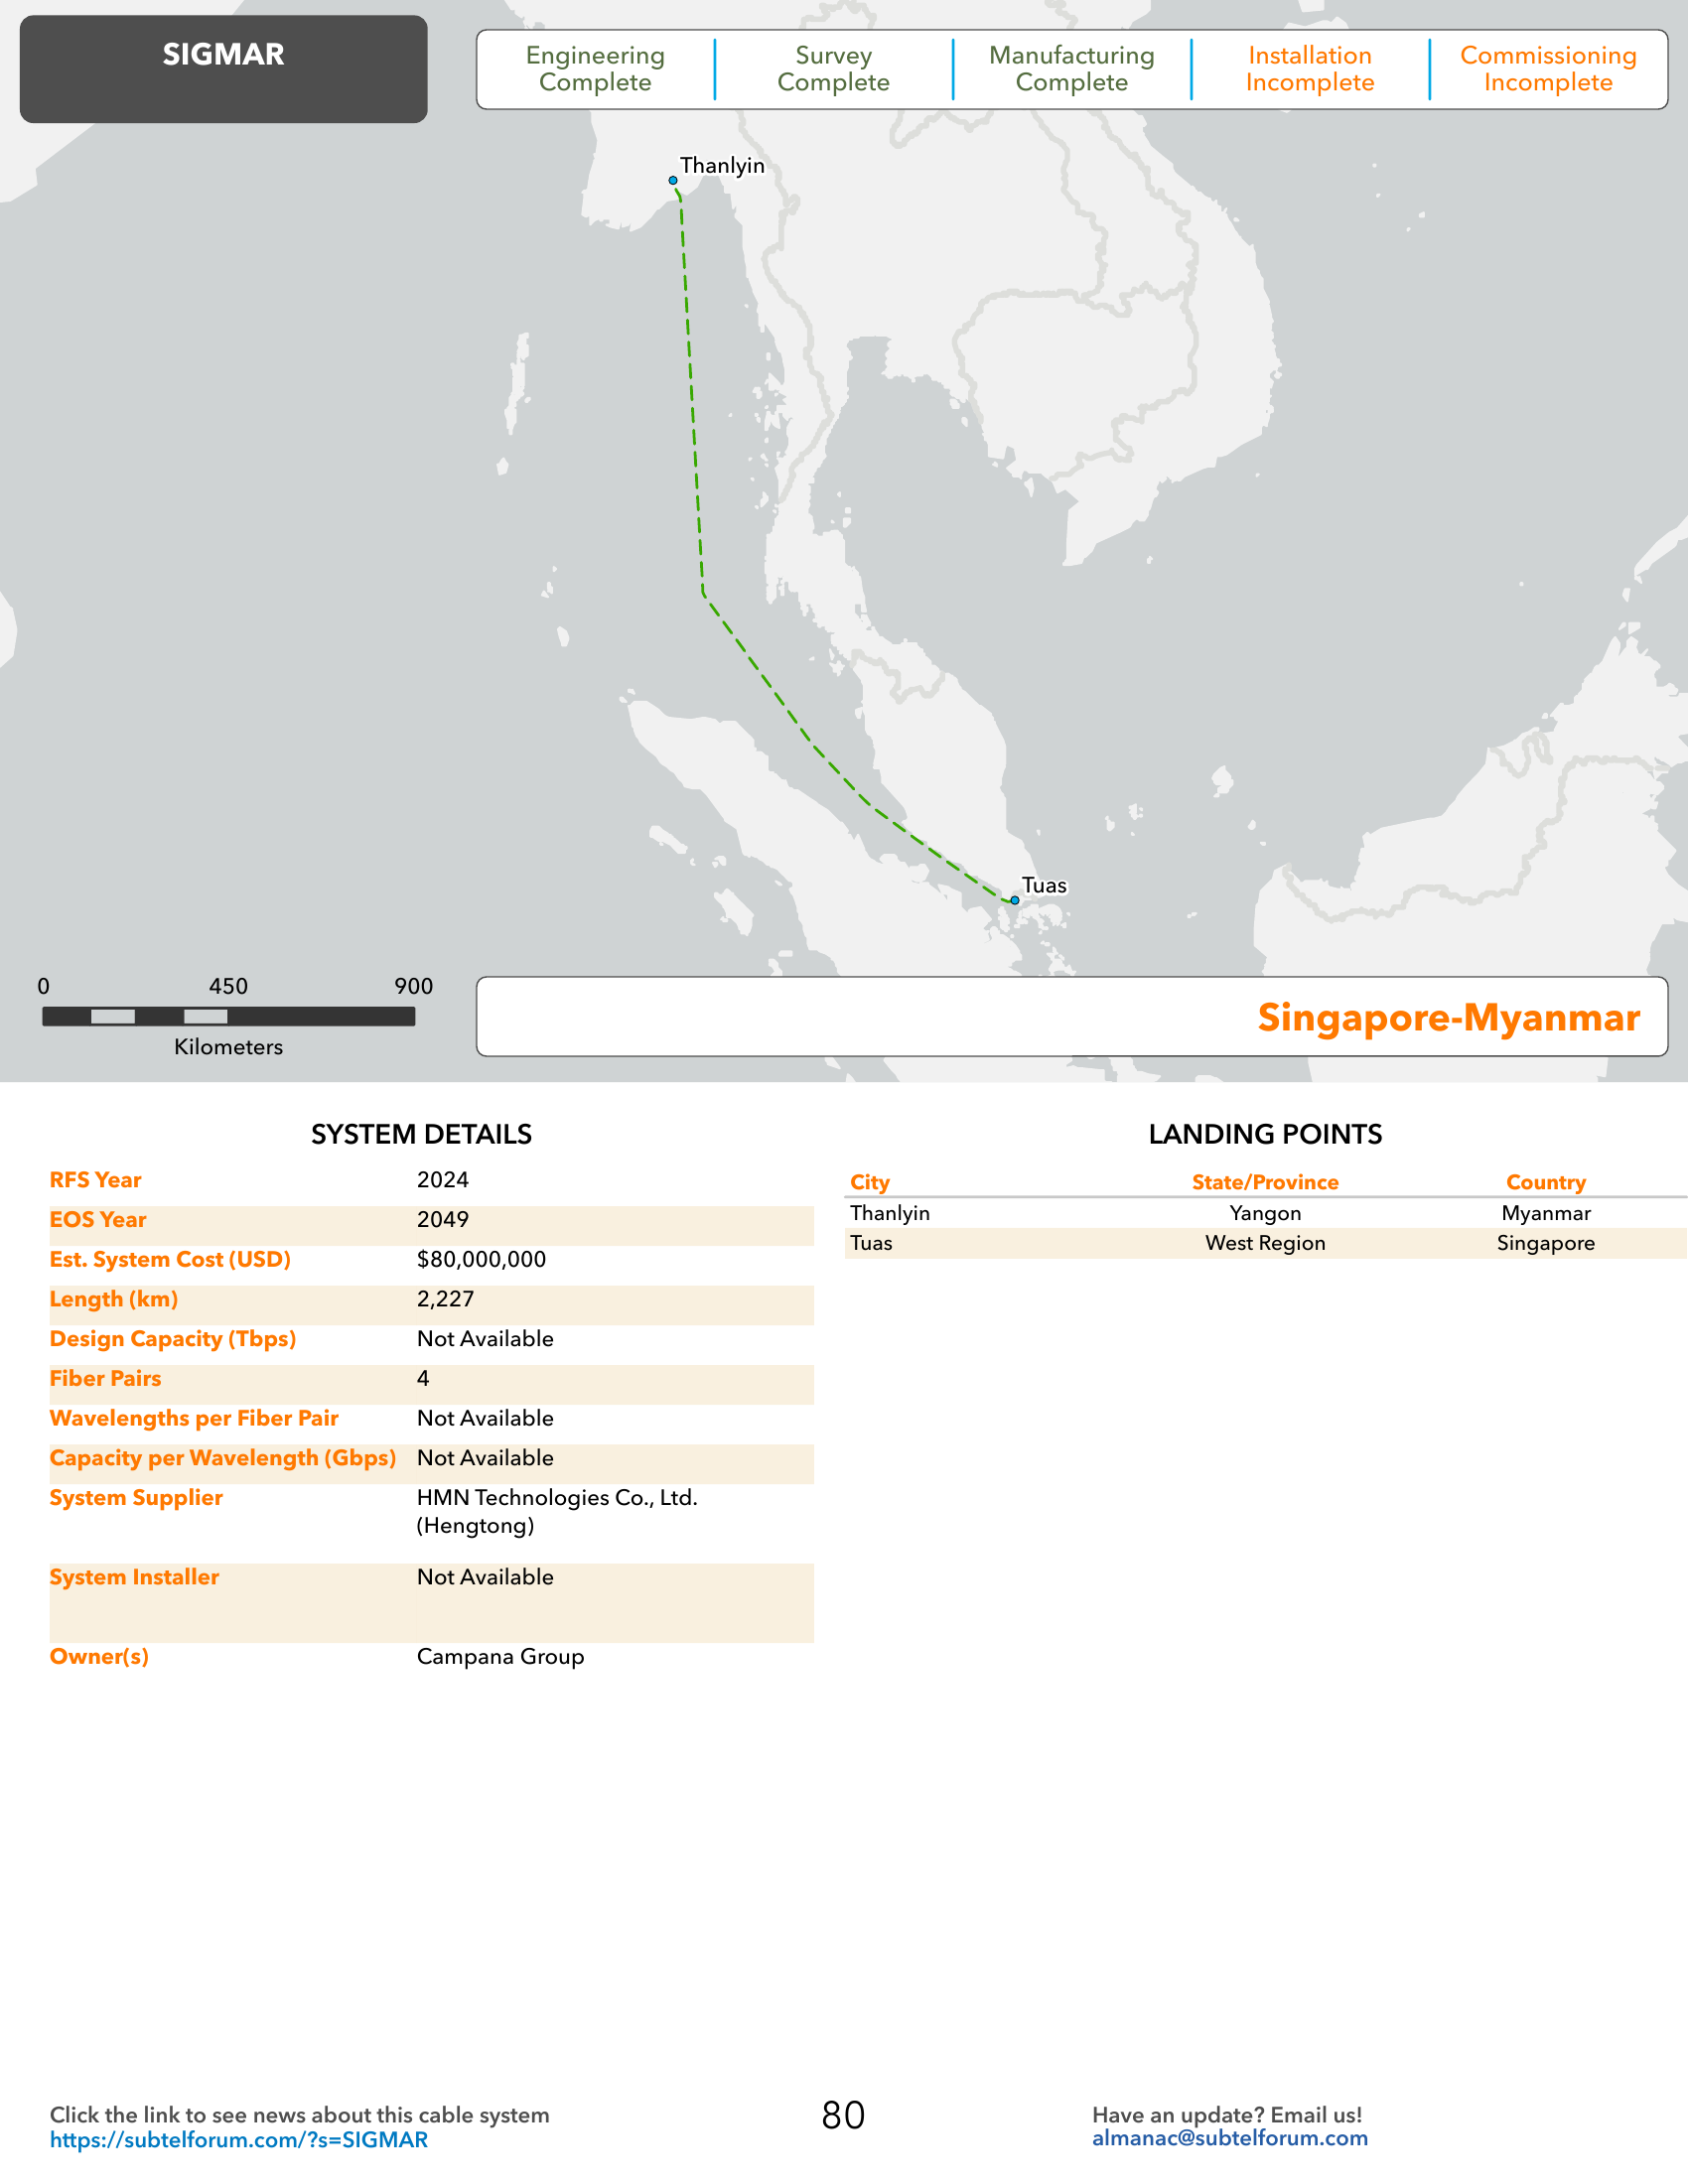 SIGMAR
Engineering
Complete
Survey
Complete
Manufacturing
Complete
Installation
Incomplete
Commissioning
Incomplete
Thanlyin
Tuas
0 450 900
Kilometers
Singapore-Myanmar
SYSTEM DETAILS
RFS Year 2024
EOS Year 2049
Est. System Cost (USD) $80,000,000
Length (km) 2,227
Design Capacity (Tbps) Not Available
Fiber Pairs 4
Wavelengths per Fiber Pair Not Available
Capacity per Wavelength (Gbps) Not Available
System Supplier HMN Technologies Co., Ltd.
(Hengtong)
System Installer Not Available
Owner(s) Campana Group
LANDING POINTS
City State/Province Country
Thanlyin Yangon Myanmar
Tuas West Region Singapore
Click the link to see news about this cable system
https://subtelforum.com/?s=SIGMAR
80
Have an update? Email us!
almanac@subtelforum.com